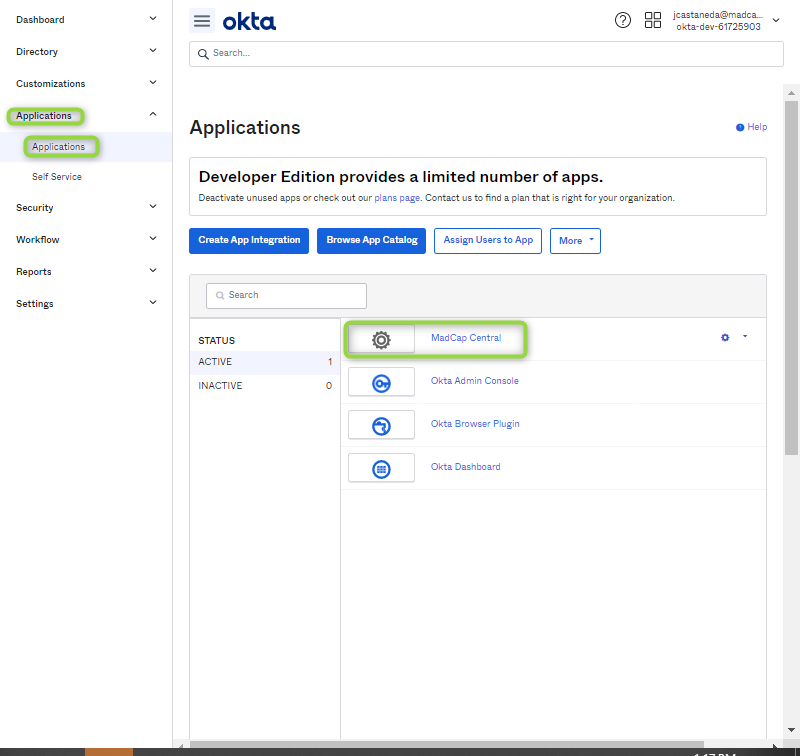 Dashboard
Directory
Customizations
Applications
Applications
Self Service
Security
Workflow
Reports
Settings
okta
jcastaneda@madca...
okta-dev-61725903
Search...
Applications
Help
Developer Edition provides a limited number of apps.
Deactivate unused apps or check out our plans page. Contact us to find a plan that is right for your organization.
Create App Integration
Browse App Catalog
Assign Users to App
More
Search
STATUS
ACTIVE 1
INACTIVE 0
MadCap Central
Okta Admin Console
Okta Browser Plugin
Okta Dashboard